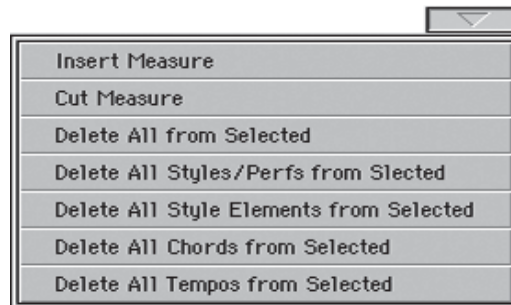 Insert Measure
Cut Measure
Delete All from Selected
Delete All Styles/Perfs from Slected
Delete All Style Elements from Selected
Delete All Chords from Selected
Delete All Tempos from Selected